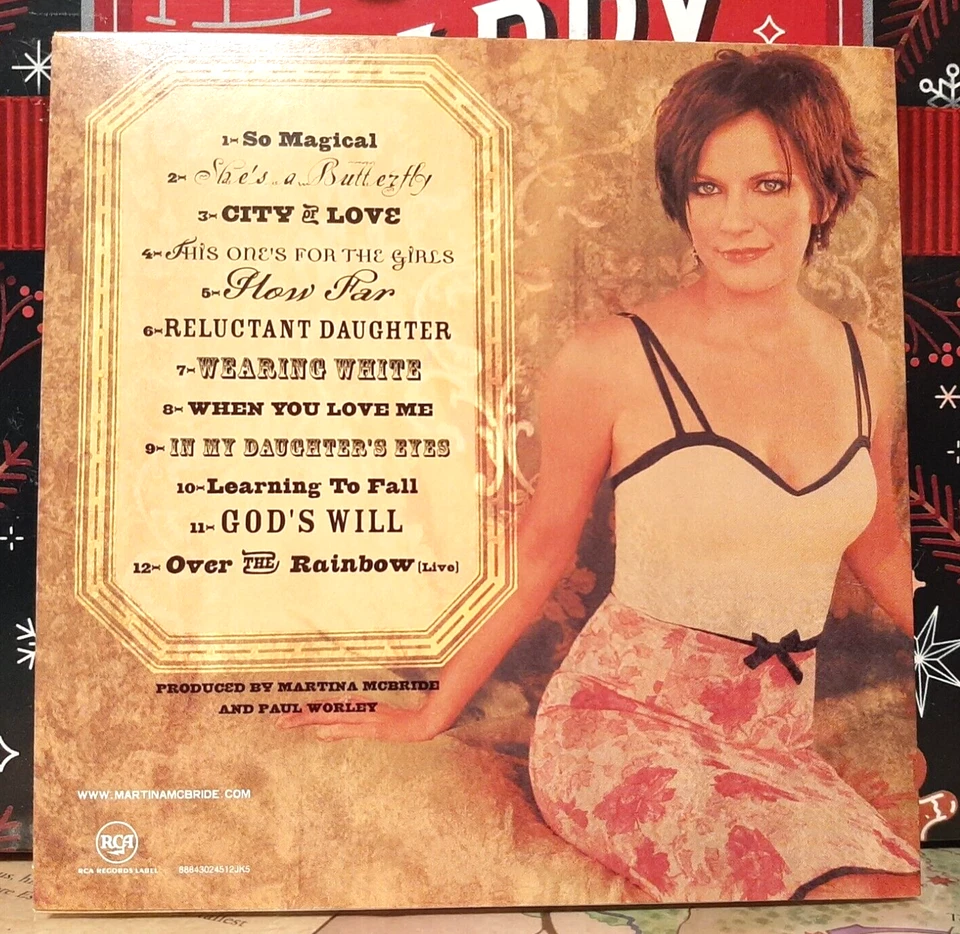 1 So Magical
2 She's a Butterfly
3 CITY OF LOVE
4 THIS ONE'S FOR THE GIRLS
5 How Far
6 RELUCTANT DAUGHTER
7 WEARING WHITE
8 WHEN YOU LOVE ME
9 IN MY DAUGHTER'S EYES
10 Learning To Fall
11 GOD'S WILL
12 Over THE Rainbow (Live)
PRODUCED BY MARTINA MCBRIDE
AND PAUL WORLEY
WWW.MARTINAMCBRIDE.COM
RCA
RCA RECORDS LABEL
88843024512JK5